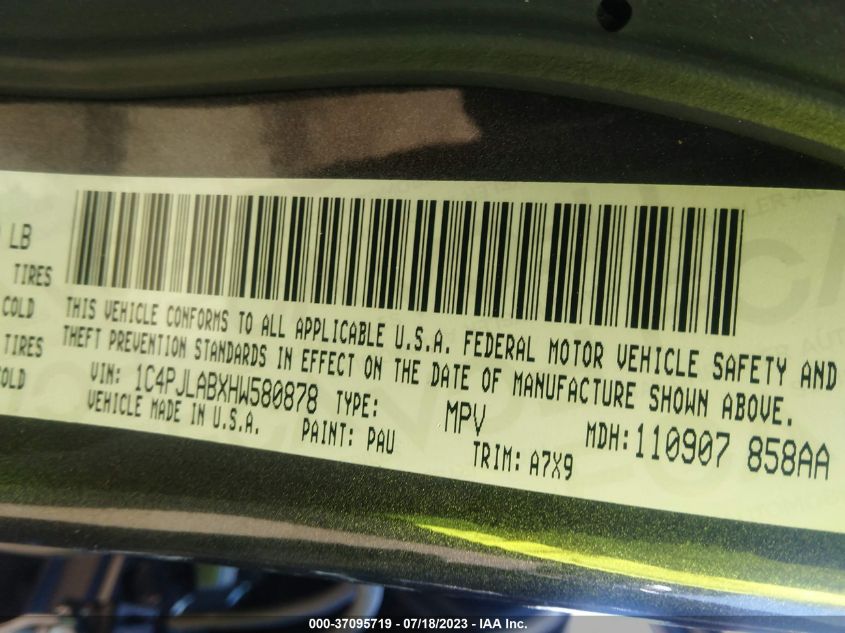 LB
TIRES
COLD
TIRES
THIS VEHICLE CONFORMS TO ALL APPLICABLE U.S.A. FEDERAL MOTOR VEHICLE SAFETY AND
THEFT PREVENTION STANDARDS IN EFFECT ON THE DATE OF MANUFACTURE SHOWN ABOVE.
VIN: 1C4PJLABXHW580878 TYPE: MPV MDH:110907 858AA
VEHICLE MADE IN U.S.A. PAINT: PAU TRIM: A7X9
000-37095719 / 07/18/2023 - IAA Inc.